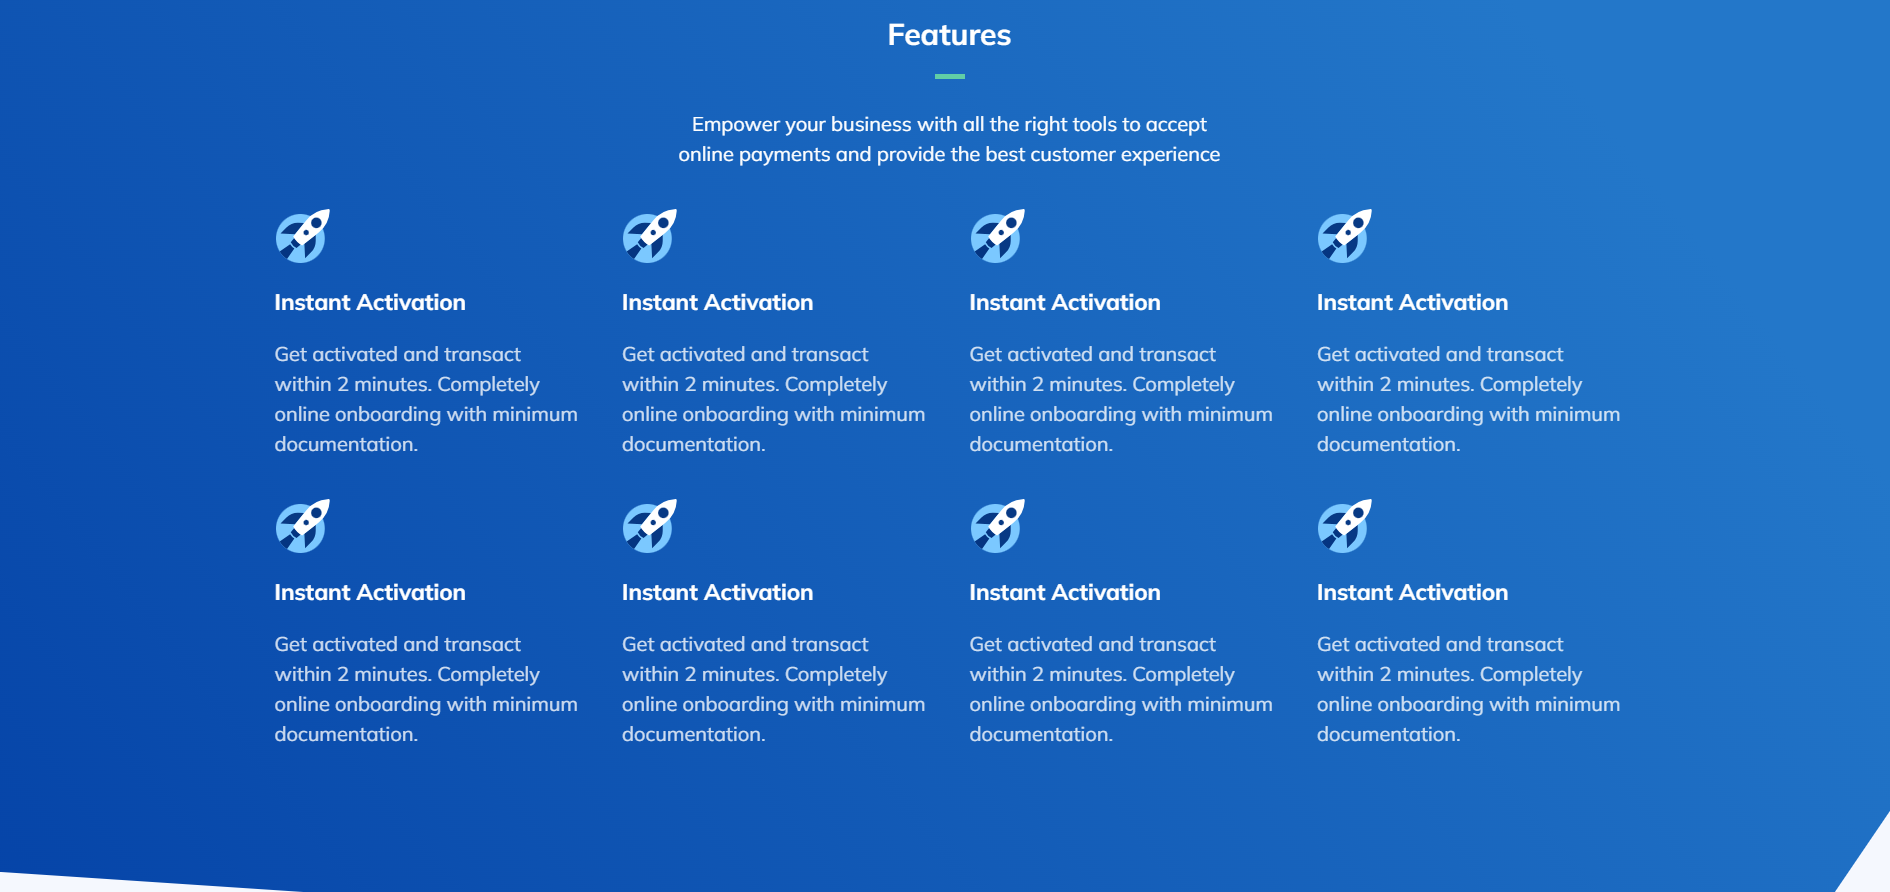 Features
Empower your business with all the right tools to accept
online payments and provide the best customer experience
Instant Activation
Get activated and transact
within 2 minutes. Completely
online onboarding with minimum
documentation.
Instant Activation
Get activated and transact
within 2 minutes. Completely
online onboarding with minimum
documentation.
Instant Activation
Get activated and transact
within 2 minutes. Completely
online onboarding with minimum
documentation.
Instant Activation
Get activated and transact
within 2 minutes. Completely
online onboarding with minimum
documentation.
Instant Activation
Get activated and transact
within 2 minutes. Completely
online onboarding with minimum
documentation.
Instant Activation
Get activated and transact
within 2 minutes. Completely
online onboarding with minimum
documentation.
Instant Activation
Get activated and transact
within 2 minutes. Completely
online onboarding with minimum
documentation.
Instant Activation
Get activated and transact
within 2 minutes. Completely
online onboarding with minimum
documentation.